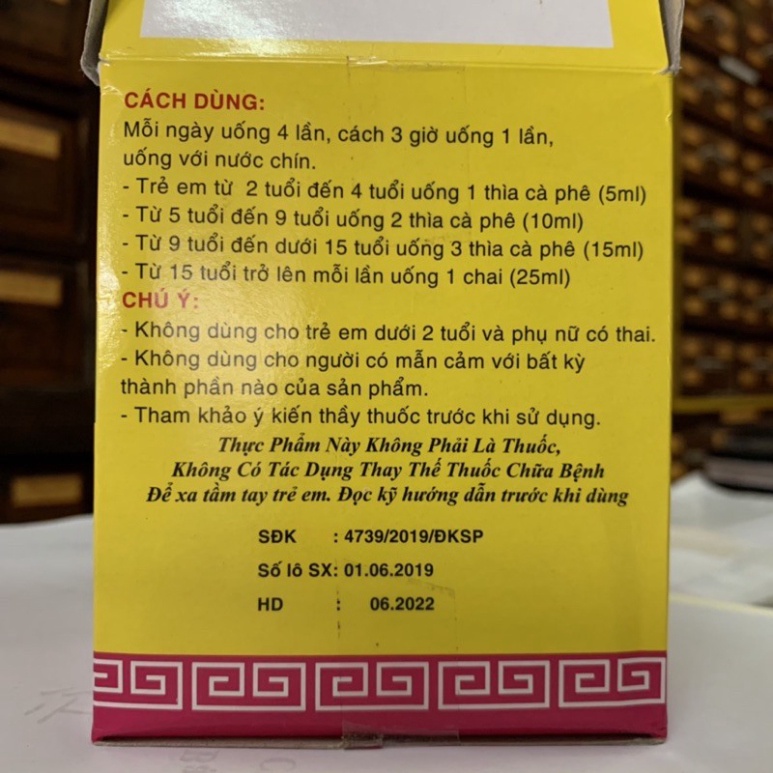 CÁCH DÙNG:
Mỗi ngày uống 4 lần, cách 3 giờ uống 1 lần,
uống với nước chín.
- Trẻ em từ 2 tuổi đến 4 tuổi uống 1 thìa cà phê (5ml)
- Từ 5 tuổi đến 9 tuổi uống 2 thìa cà phê (10ml)
- Từ 9 tuổi đến dưới 15 tuổi uống 3 thìa cà phê (15ml)
- Từ 15 tuổi trở lên mỗi lần uống 1 chai (25ml)
CHÚ Ý:
- Không dùng cho trẻ em dưới 2 tuổi và phụ nữ có thai.
- Không dùng cho người có mẫn cảm với bất kỳ
thành phần nào của sản phẩm.
- Tham khảo ý kiến thầy thuốc trước khi sử dụng.
Thực Phẩm Này Không Phải Là Thuốc,
Không Có Tác Dụng Thay Thế Thuốc Chữa Bệnh
Để xa tầm tay trẻ em. Đọc kỹ hướng dẫn trước khi dùng
SĐK : 4739/2019/ĐKSP
Số lô SX: 01.06.2019
HD : 06.2022